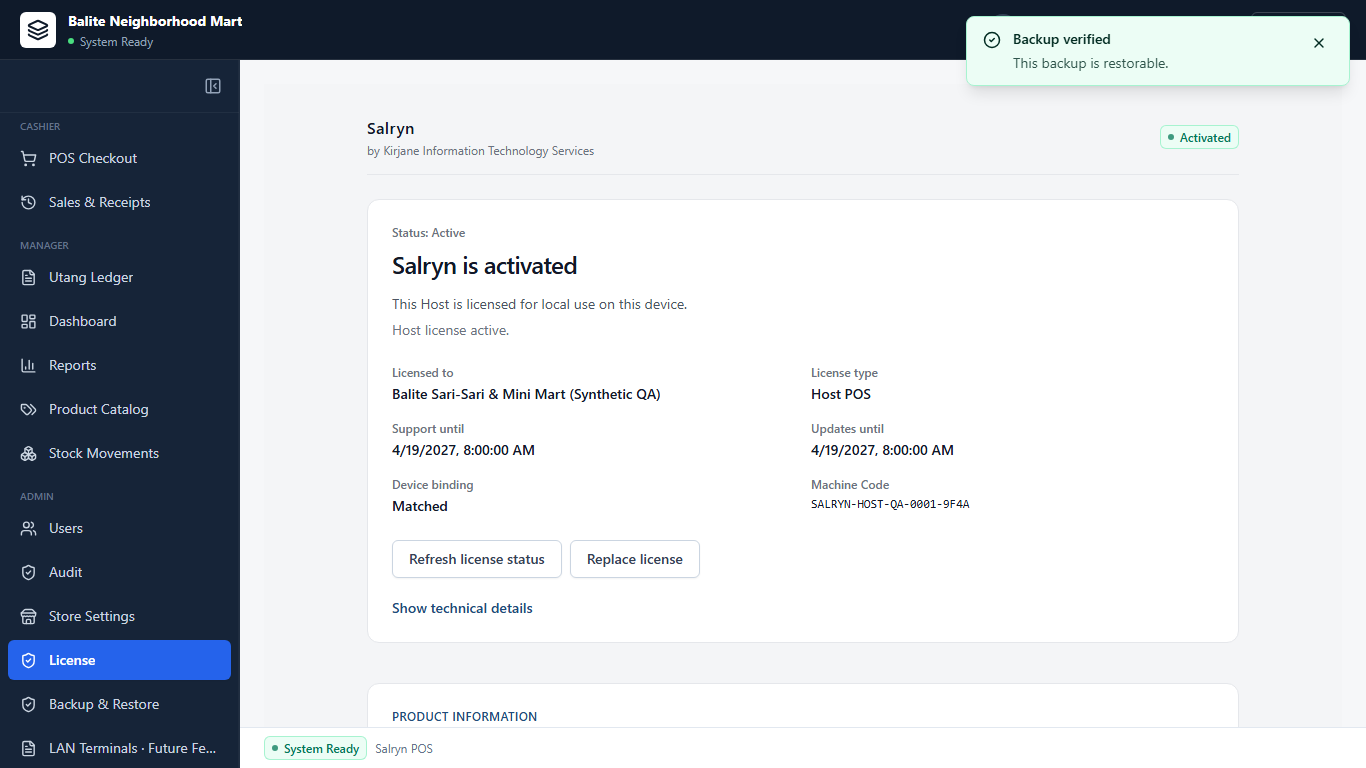 Balite Neighborhood Mart
System Ready
Backup verified
This backup is restorable.
CASHIER
POS Checkout
Sales & Receipts
MANAGER
Utang Ledger
Dashboard
Reports
Product Catalog
Stock Movements
ADMIN
Users
Audit
Store Settings
License
Backup & Restore
LAN Terminals · Future Fe...
Salryn
by Kirjane Information Technology Services
Activated
Status: Active
Salryn is activated
This Host is licensed for local use on this device.
Host license active.
Licensed to
Balite Sari-Sari & Mini Mart (Synthetic QA)
License type
Host POS
Support until
4/19/2027, 8:00:00 AM
Updates until
4/19/2027, 8:00:00 AM
Device binding
Matched
Machine Code
SALRYN-HOST-QA-0001-9F4A
Refresh license status
Replace license
Show technical details
PRODUCT INFORMATION
System Ready
Salryn POS